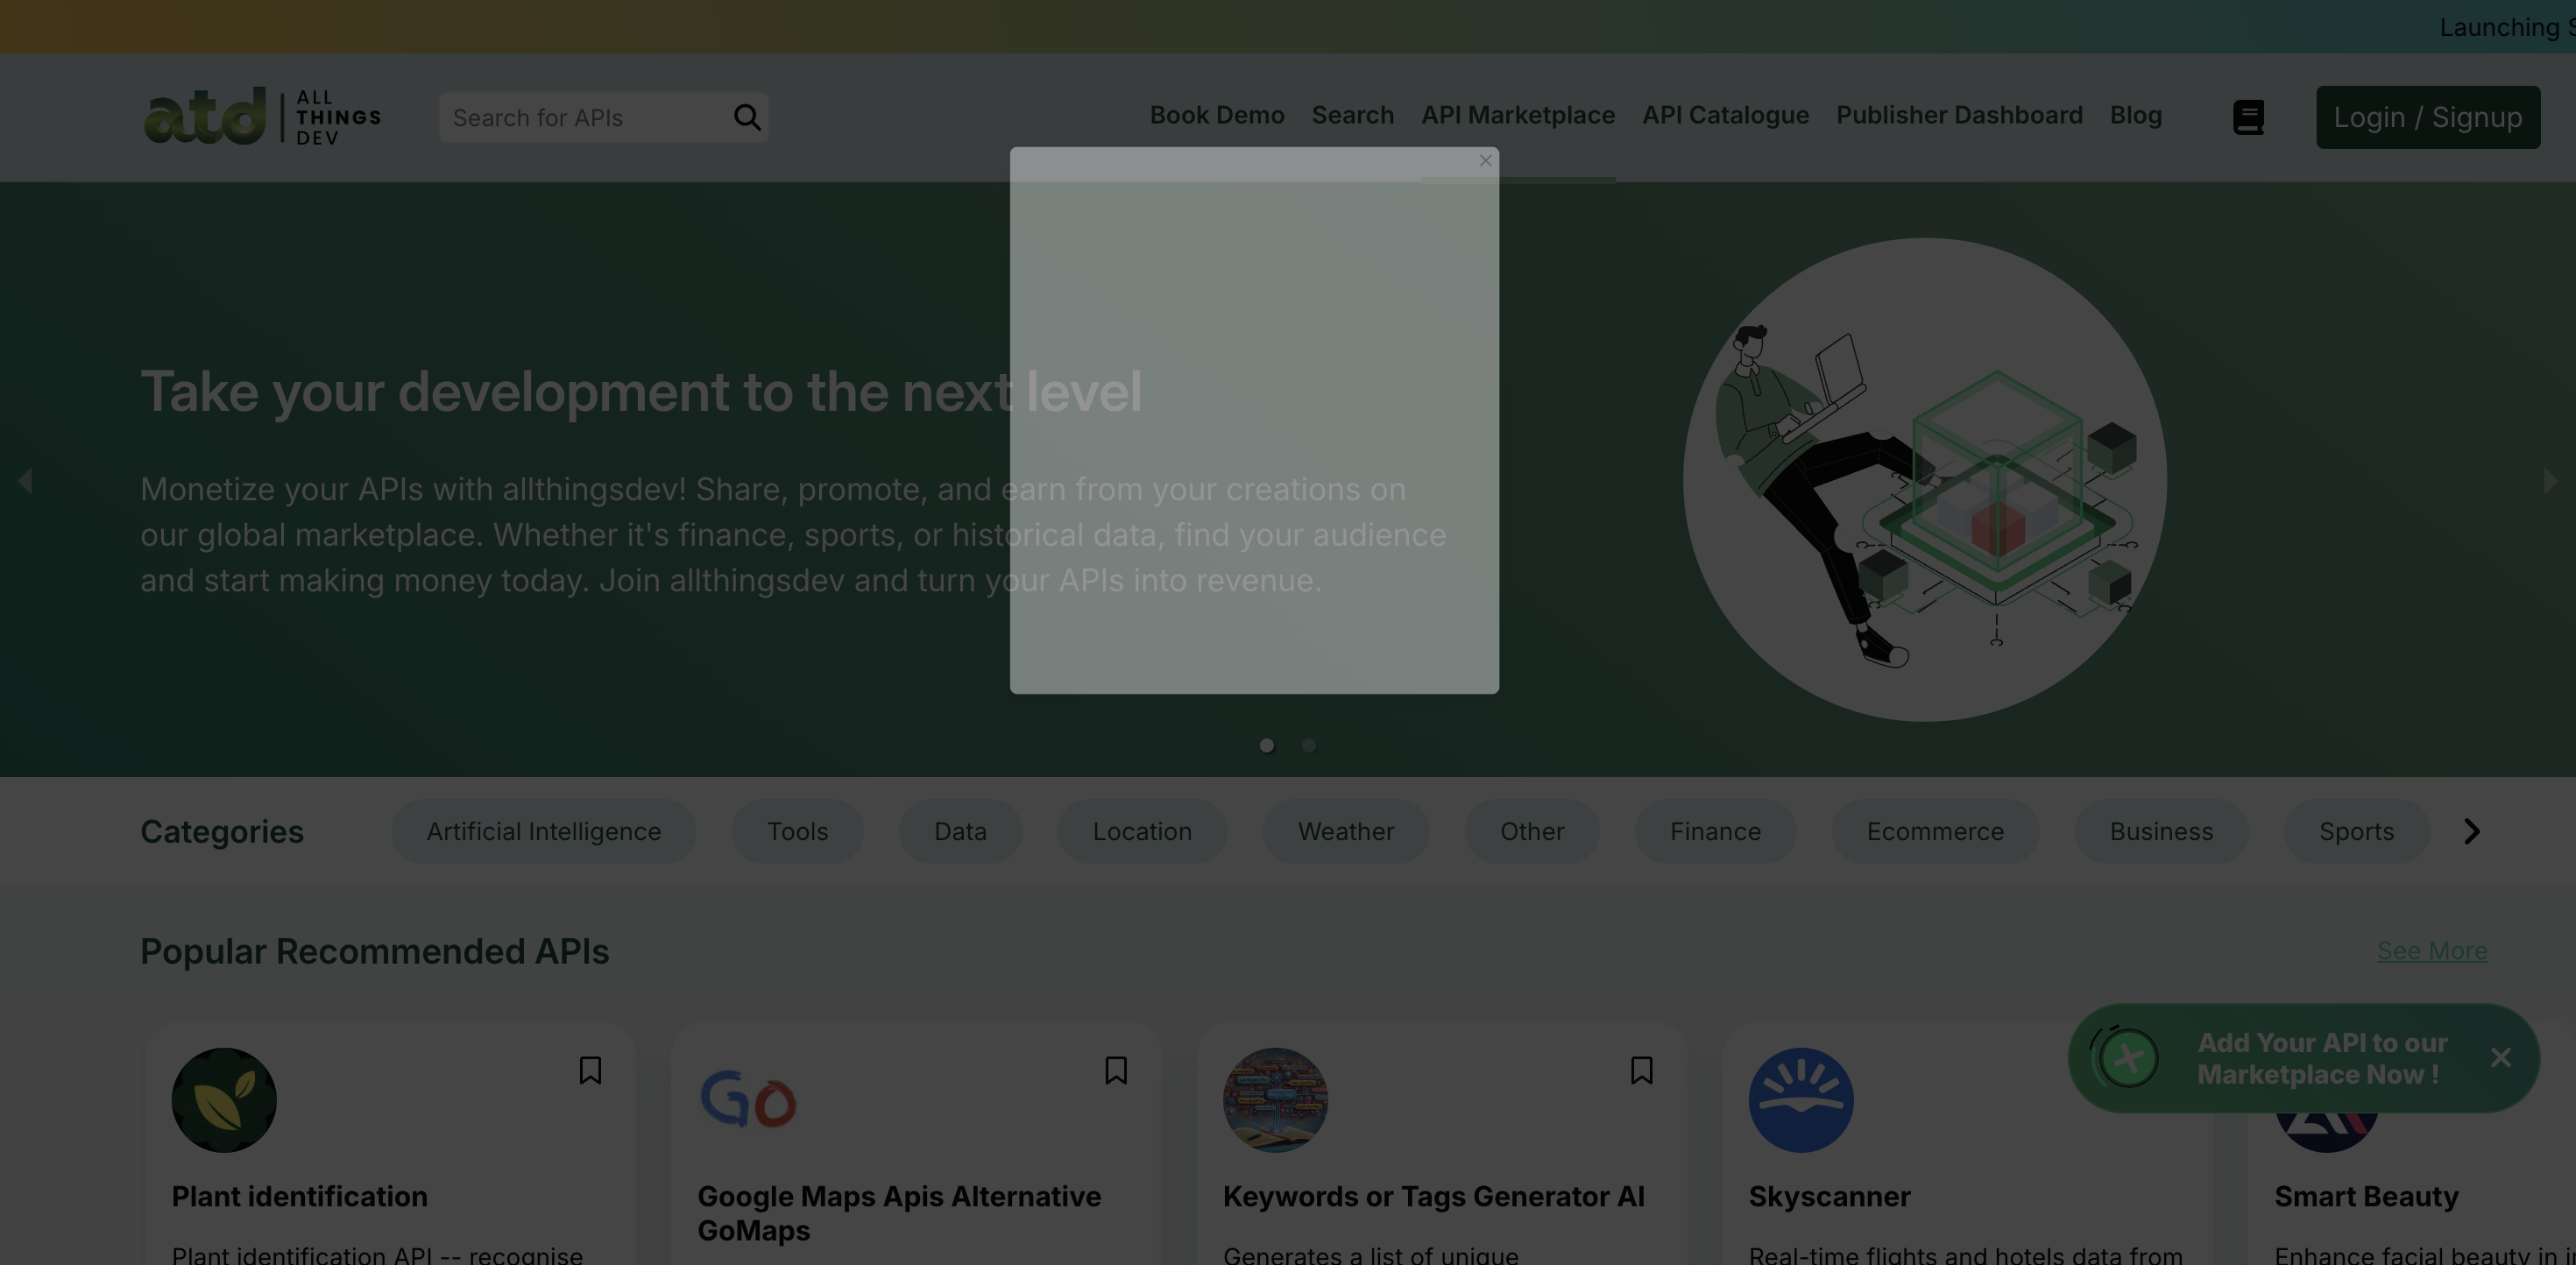 Launching
atd
ALL
THINGS
DEV
Search for APIs
Book Demo
Search
API Marketplace
API Catalogue
Publisher Dashboard
Blog
Login / Signup
Take your development to the next level
Monetize your APIs with allthingsdev! Share, promote, and earn from your creations on
our global marketplace. Whether it's finance, sports, or historical data, find your audience
and start making money today. Join allthingsdev and turn your APIs into revenue.
Categories
Artificial Intelligence
Tools
Data
Location
Weather
Other
Finance
Ecommerce
Business
Sports
Popular Recommended APIs
See More
Add Your API to our
Marketplace Now !
Go
Plant identification
Google Maps Apis Alternative
GoMaps
Keywords or Tags Generator AI
Skyscanner
Smart Beauty
Plant identification API -- recognise
Generates a list of unique
Real-time flights and hotels data from
Enhance facial beauty in